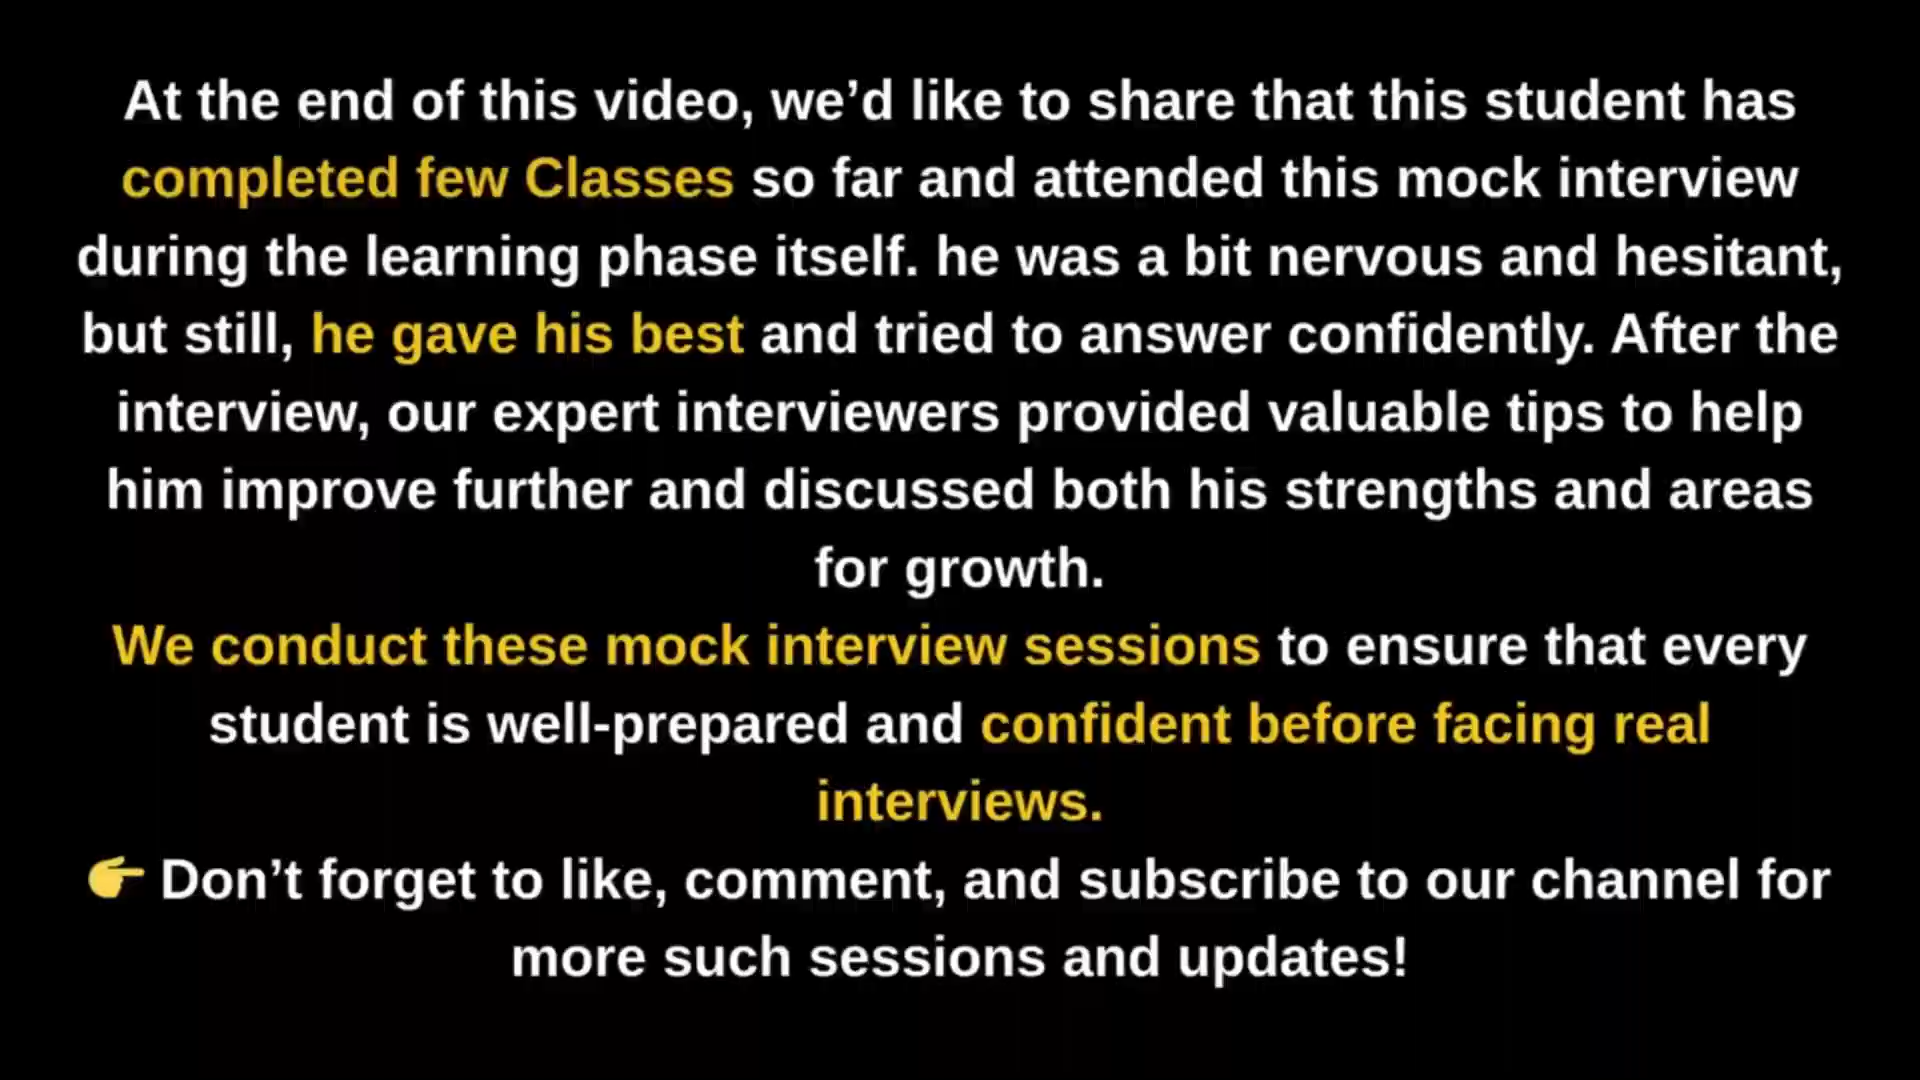 At the end of this video, we’d like to share that this student has
completed few Classes so far and attended this mock interview
during the learning phase itself. he was a bit nervous and hesitant,
but still, he gave his best and tried to answer confidently. After the
interview, our expert interviewers provided valuable tips to help
him improve further and discussed both his strengths and areas
for growth.
We conduct these mock interview sessions to ensure that every
student is well-prepared and confident before facing real
interviews.
👉 Don’t forget to like, comment, and subscribe to our channel for
more such sessions and updates!